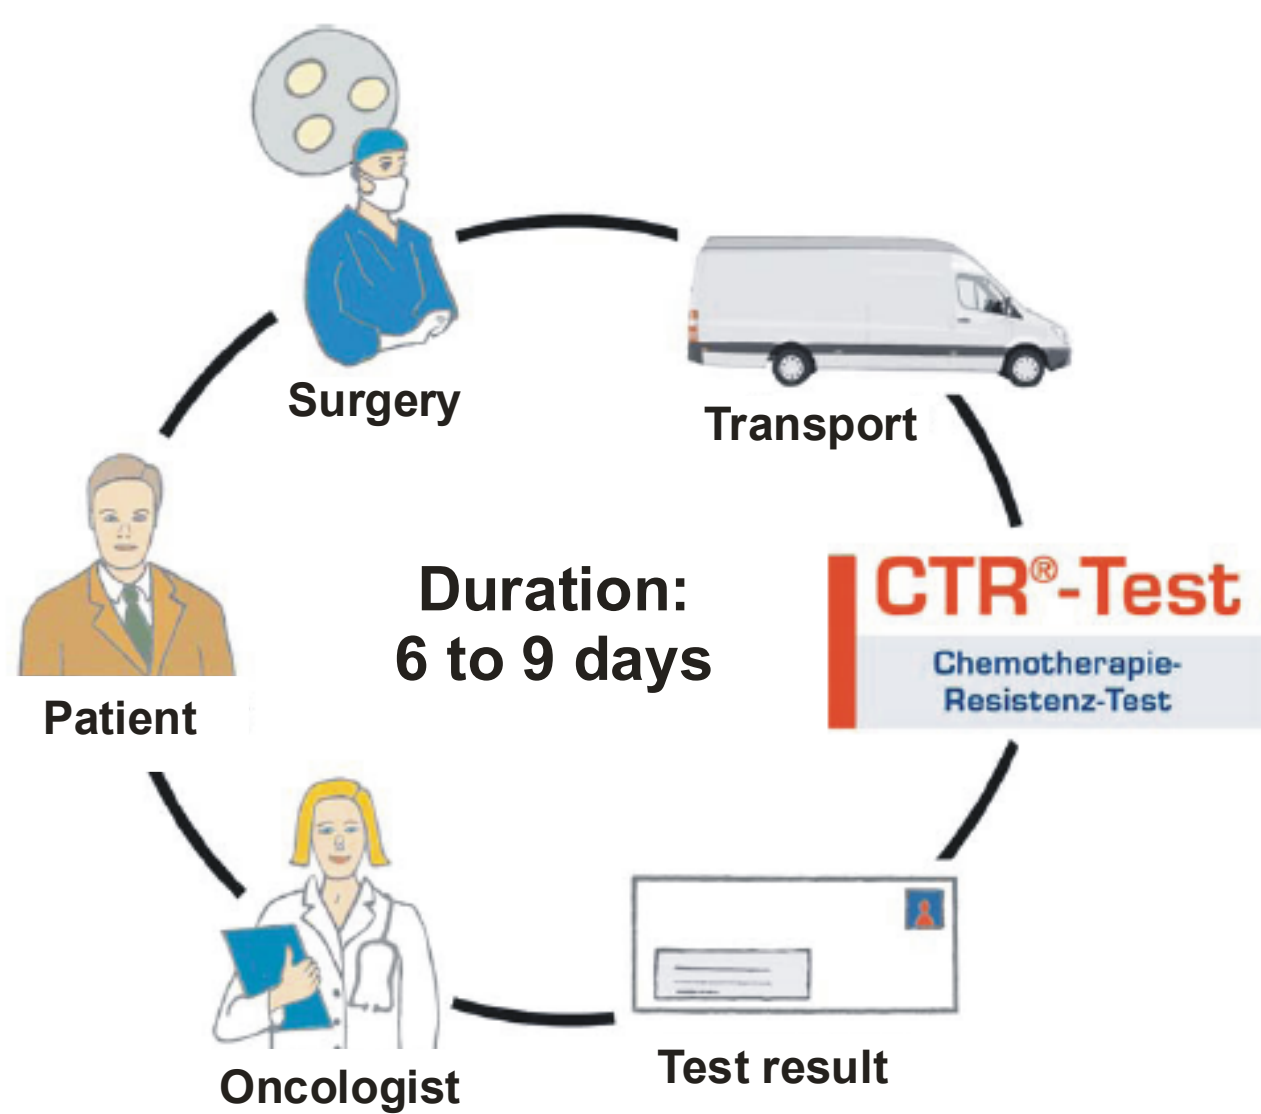 Surgery
Transport
CTR®-Test
Chemotherapie-
Resistenz-Test
Duration:
6 to 9 days
Patient
Test result
Oncologist